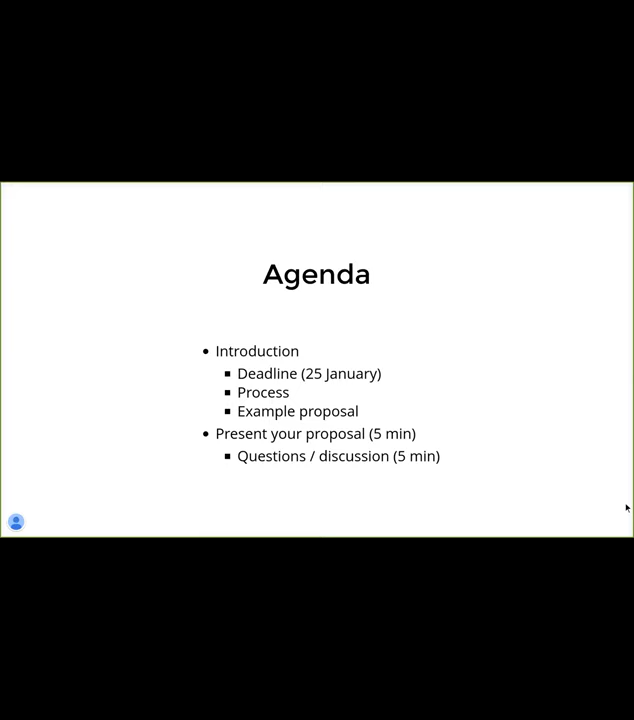 Agenda
• Introduction
▪ Deadline (25 January)
▪ Process
▪ Example proposal
• Present your proposal (5 min)
▪ Questions / discussion (5 min)